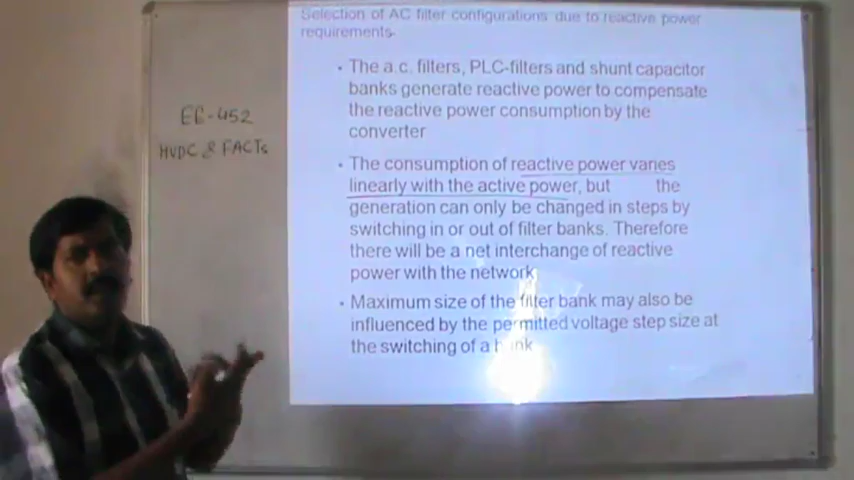 Selection of AC filter configurations due to reactive power
requirements.
EE-452
HVDC & FACTs
• The a.c. filters, PLC-filters and shunt capacitor
banks generate reactive power to compensate
the reactive power consumption by the
converter
• The consumption of reactive power varies
linearly with the active power, but the
generation can only be changed in steps by
switching in or out of filter banks. Therefore
there will be a net interchange of reactive
power with the network
• Maximum size of the filter bank may also be
influenced by the permitted voltage step size at
the switching of a bank